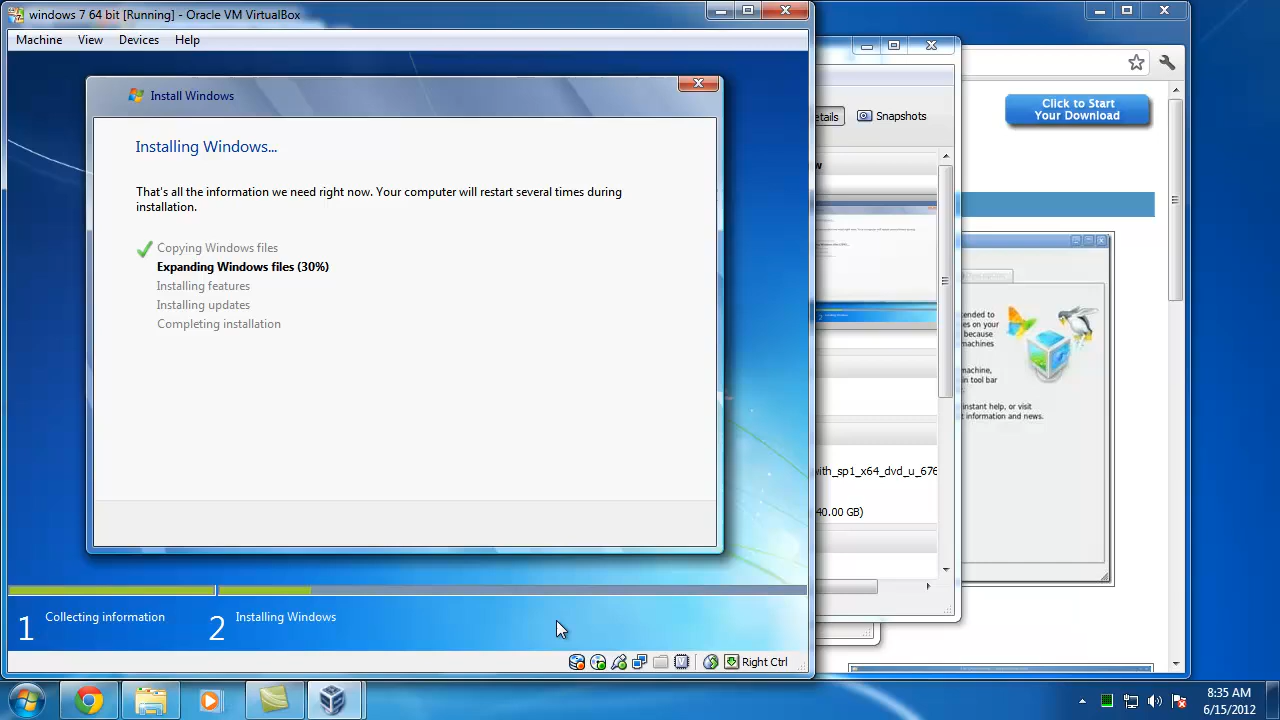 windows 7 64 bit [Running] - Oracle VM VirtualBox
Machine View Devices Help
Install Windows
Installing Windows...
That's all the information we need right now. Your computer will restart several times during
installation.
Copying Windows files
Expanding Windows files (30%)
Installing features
Installing updates
Completing installation
1 Collecting information
2 Installing Windows
Right Ctrl
etails
Snapshots
w
with_sp1_x64_dvd_u_676
40.00 GB)
Click to Start
Your Download
tended to
es on your
because
machines
machine,
in tool bar
instant help, or visit
t information and news.
8:35 AM
6/15/2012